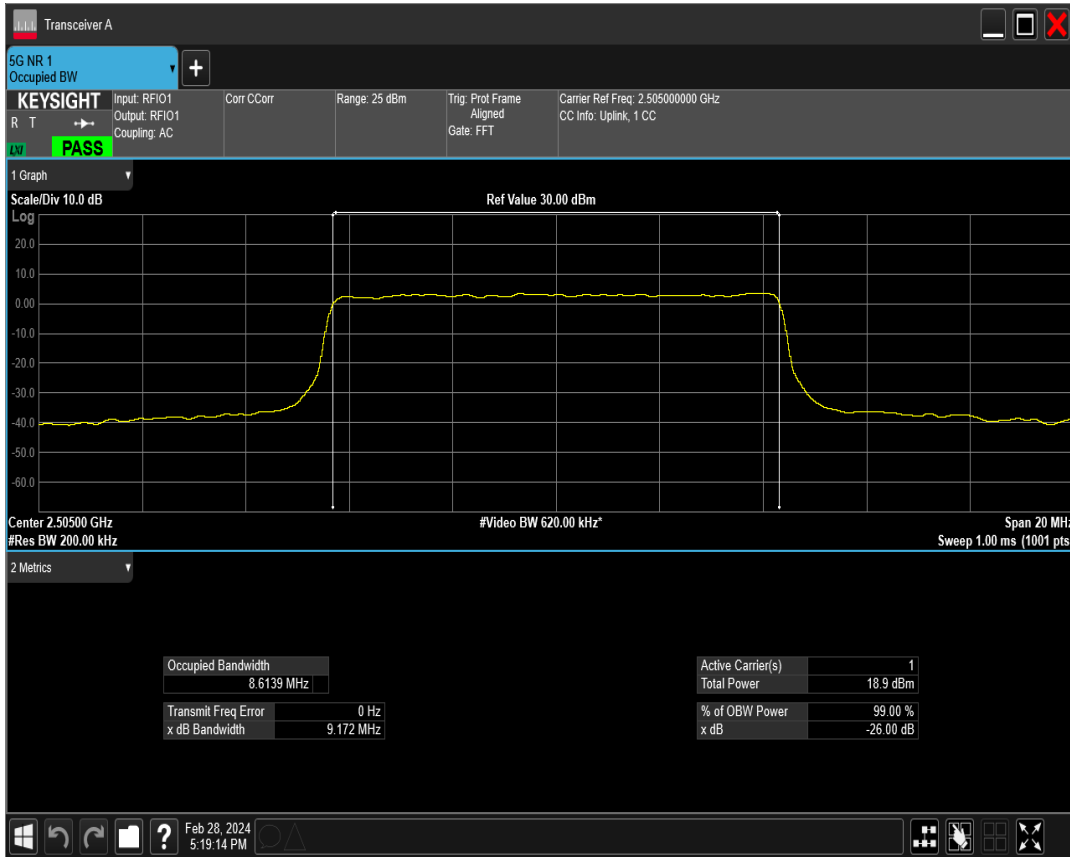 Transceiver A
5G NR 1
Occupied BW
+
KEYSIGHT
R T
LXI
PASS
Input: RFIO1
Output: RFIO1
Coupling: AC
Corr CCorr
Range: 25 dBm
Trig: Prot Frame
Aligned
Gate: FFT
Carrier Ref Freq: 2.505000000 GHz
CC Info: Uplink, 1 CC
1 Graph
Scale/Div 10.0 dB
Ref Value 30.00 dBm
Log
20.0
10.0
0.00
-10.0
-20.0
-30.0
-40.0
-50.0
-60.0
Center 2.50500 GHz
#Video BW 620.00 kHz*
Span 20 MHz
#Res BW 200.00 kHz
Sweep 1.00 ms (1001 pts
2 Metrics
Occupied Bandwidth
8.6139 MHz
Transmit Freq Error 0 Hz
x dB Bandwidth 9.172 MHz
Active Carrier(s) 1
Total Power 18.9 dBm
% of OBW Power 99.00 %
x dB -26.00 dB
?
Feb 28, 2024
5:19:14 PM